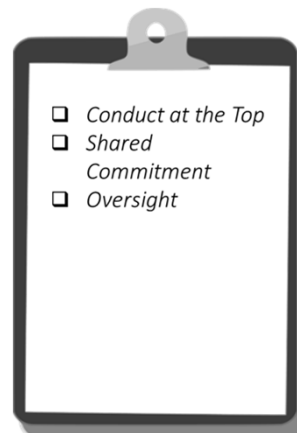 ❑ Conduct at the Top
❑ Shared
Commitment
❑ Oversight